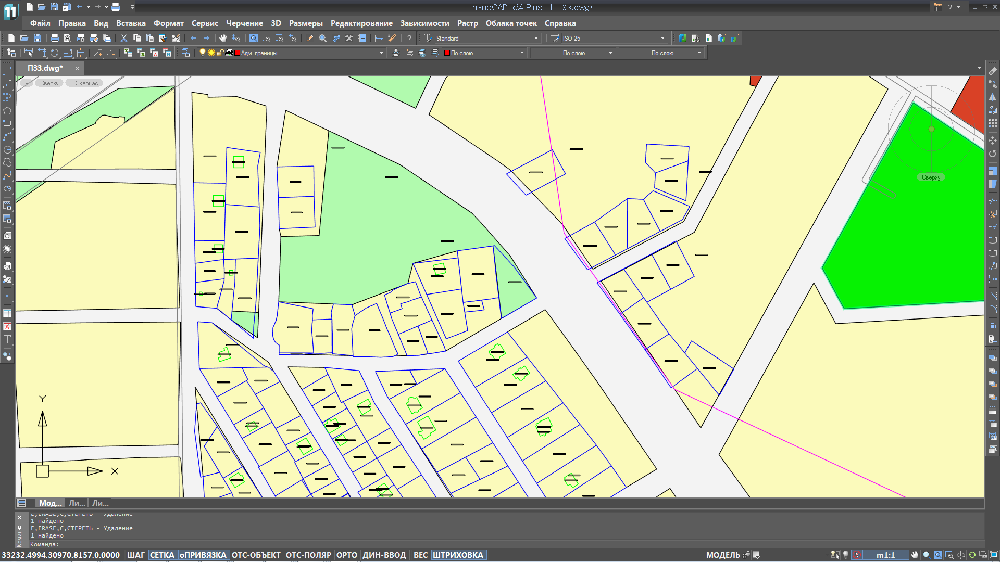 11
nanoCAD x64 Plus 11 ПЗЗ.dwg*
?
Файл Правка Вид Вставка Формат Сервис Черчение 3D Размеры Редактирование Зависимости Растр Облака точек Справка
? Standard ISO-25
Адм_границы По слою По слою По слою
ПЗЗ.dwg*
+ Сверху 2D каркас
Сверху
Y
X
Мод... Ли... Ли...
E,ERASE,С,СТЕРЕТЬ - Удаление
1 найдено
E,ERASE,С,СТЕРЕТЬ - Удаление
1 найдено
Команда:
33232.4994,30970.8157,0.0000 ШАГ СЕТКА оПРИВЯЗКА ОТС-ОБЪЕКТ ОТС-ПОЛЯР ОРТО ДИН-ВВОД ВЕС ШТРИХОВКА МОДЕЛЬ m1:1